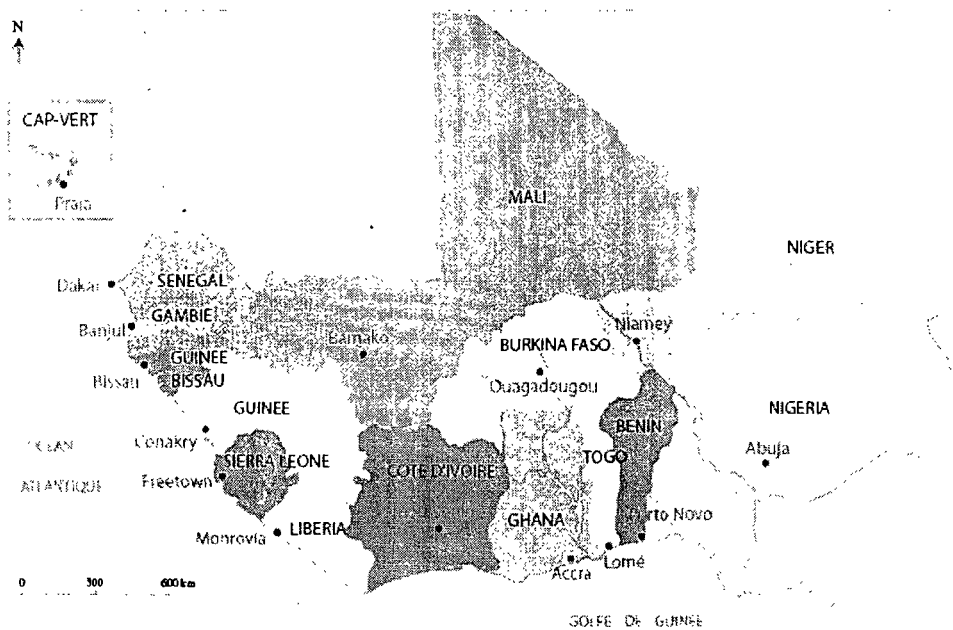 N
CAP-VERT
Praia
MALI
NIGER
Dakar
SENEGAL
GAMBIE
Banjul
Niamey
Bamako
BURKINA FASO
GUINEE
BISSAU
Bissau
Ouagadougou
GUINEE
NIGERIA
BENIN
Conakry
OCEAN
ATLANTIQUE
SIERRA LEONE
COTE D'IVOIRE
TOGO
Abuja
Freetown
GHANA
Porto Novo
LIBERIA
Monrovia
Lomé
Accra
0 300 600 km
GOLFE DE GUINEE